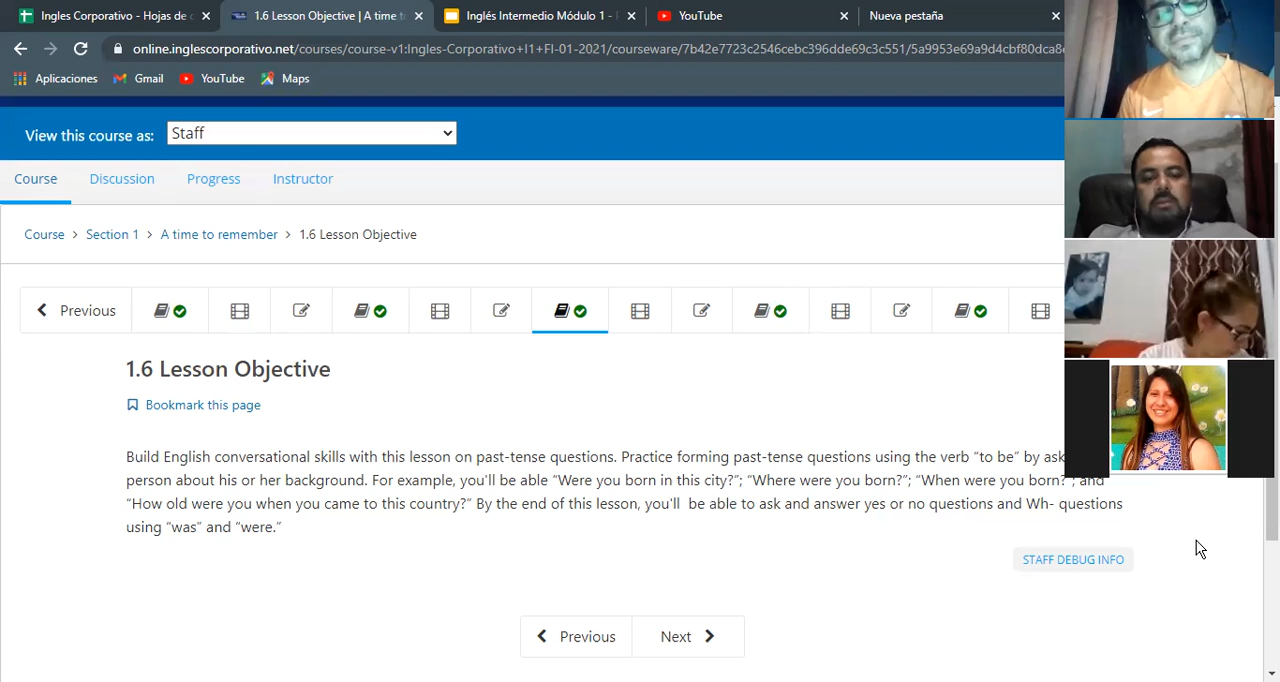 Ingles Corporativo - Hojas de c
1.6 Lesson Objective | A time t
Inglés Intermedio Módulo 1 -
YouTube
Nueva pestaña
online.inglescorporativo.net/courses/course-v1:Ingles-Corporativo+I1+FI-01-2021/courseware/7b42e7723c2546cebc396dde69c3c551/5a9953e69a9d4cbf80dca8e
Aplicaciones
Gmail
YouTube
Maps
View this course as:
Staff
Course
Discussion
Progress
Instructor
Course > Section 1 > A time to remember > 1.6 Lesson Objective
Previous
1.6 Lesson Objective
Bookmark this page
Build English conversational skills with this lesson on past-tense questions. Practice forming past-tense questions using the verb “to be” by ask
person about his or her background. For example, you'll be able “Were you born in this city?”; “Where were you born?”; “When were you born?”; and
“How old were you when you came to this country?” By the end of this lesson, you'll be able to ask and answer yes or no questions and Wh- questions
using “was” and “were.”
STAFF DEBUG INFO
Previous
Next